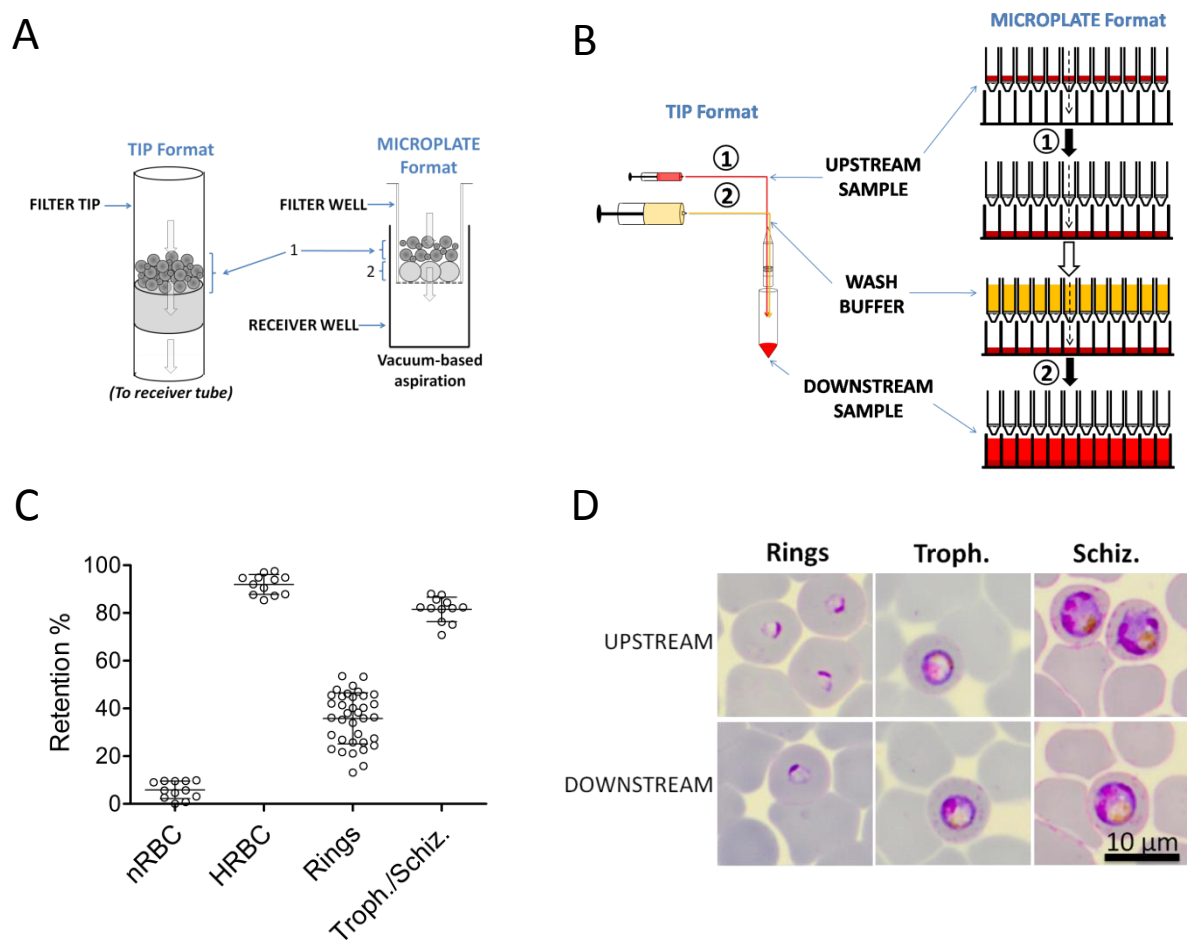 A
TIP Format
FILTER TIP
(To receiver tube)
MICROPLATE
Format
FILTER WELL
1
2
RECEIVER WELL
Vacuum-based
aspiration
B
TIP Format
1
2
UPSTREAM
SAMPLE
WASH
BUFFER
DOWNSTREAM
SAMPLE
MICROPLATE Format
1
2
C
Retention %
100
80
60
40
20
0
nRBC
HRBC
Rings
Troph./Schiz.
D
Rings
Troph.
Schiz.
UPSTREAM
DOWNSTREAM
10 µm